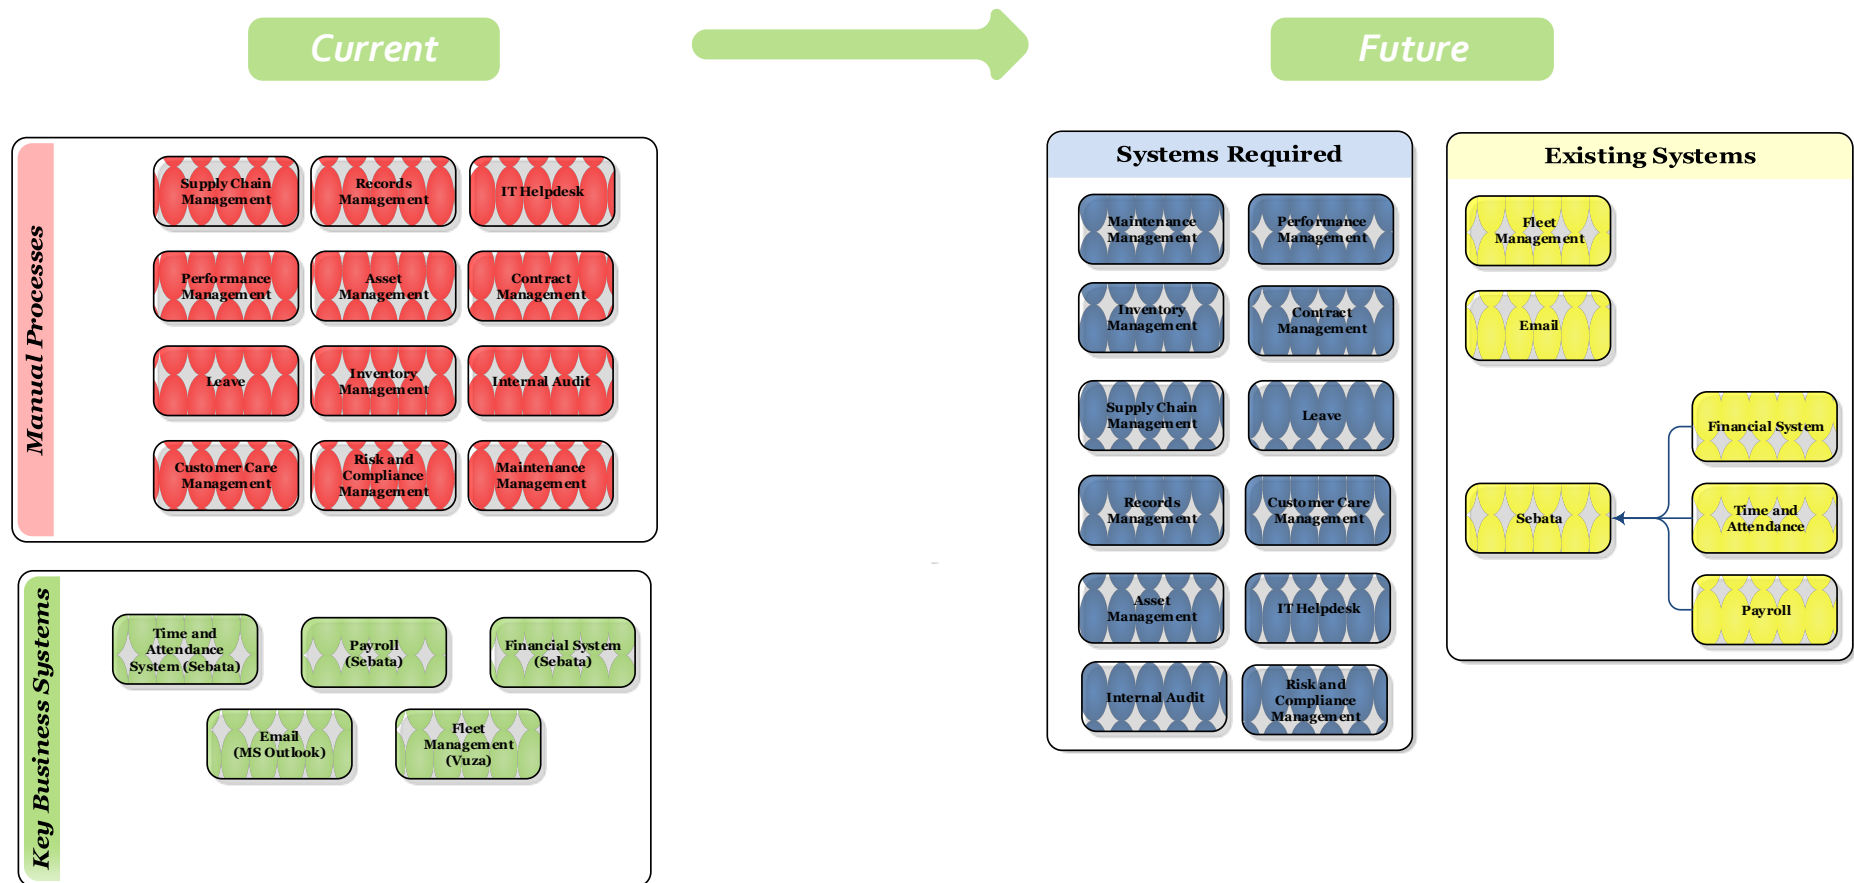 Current
Future
Manual Processes
Supply Chain
Management
Records
Management
IT Helpdesk
Performance
Management
Asset
Management
Contract
Management
Leave
Inventory
Management
Internal Audit
Customer Care
Management
Risk and
Compliance
Management
Maintenance
Management
Key Business Systems
Time and
Attendance
System (Sebata)
Payroll
(Sebata)
Financial System
(Sebata)
Email
(MS Outlook)
Fleet
Management
(Vuza)
Systems Required
Maintenance
Management
Performance
Management
Inventory
Management
Contract
Management
Supply Chain
Management
Leave
Records
Management
Customer Care
Management
Asset
Management
IT Helpdesk
Internal Audit
Risk and
Compliance
Management
Existing Systems
Fleet
Management
Email
Financial System
Sebata
Time and
Attendance
Payroll